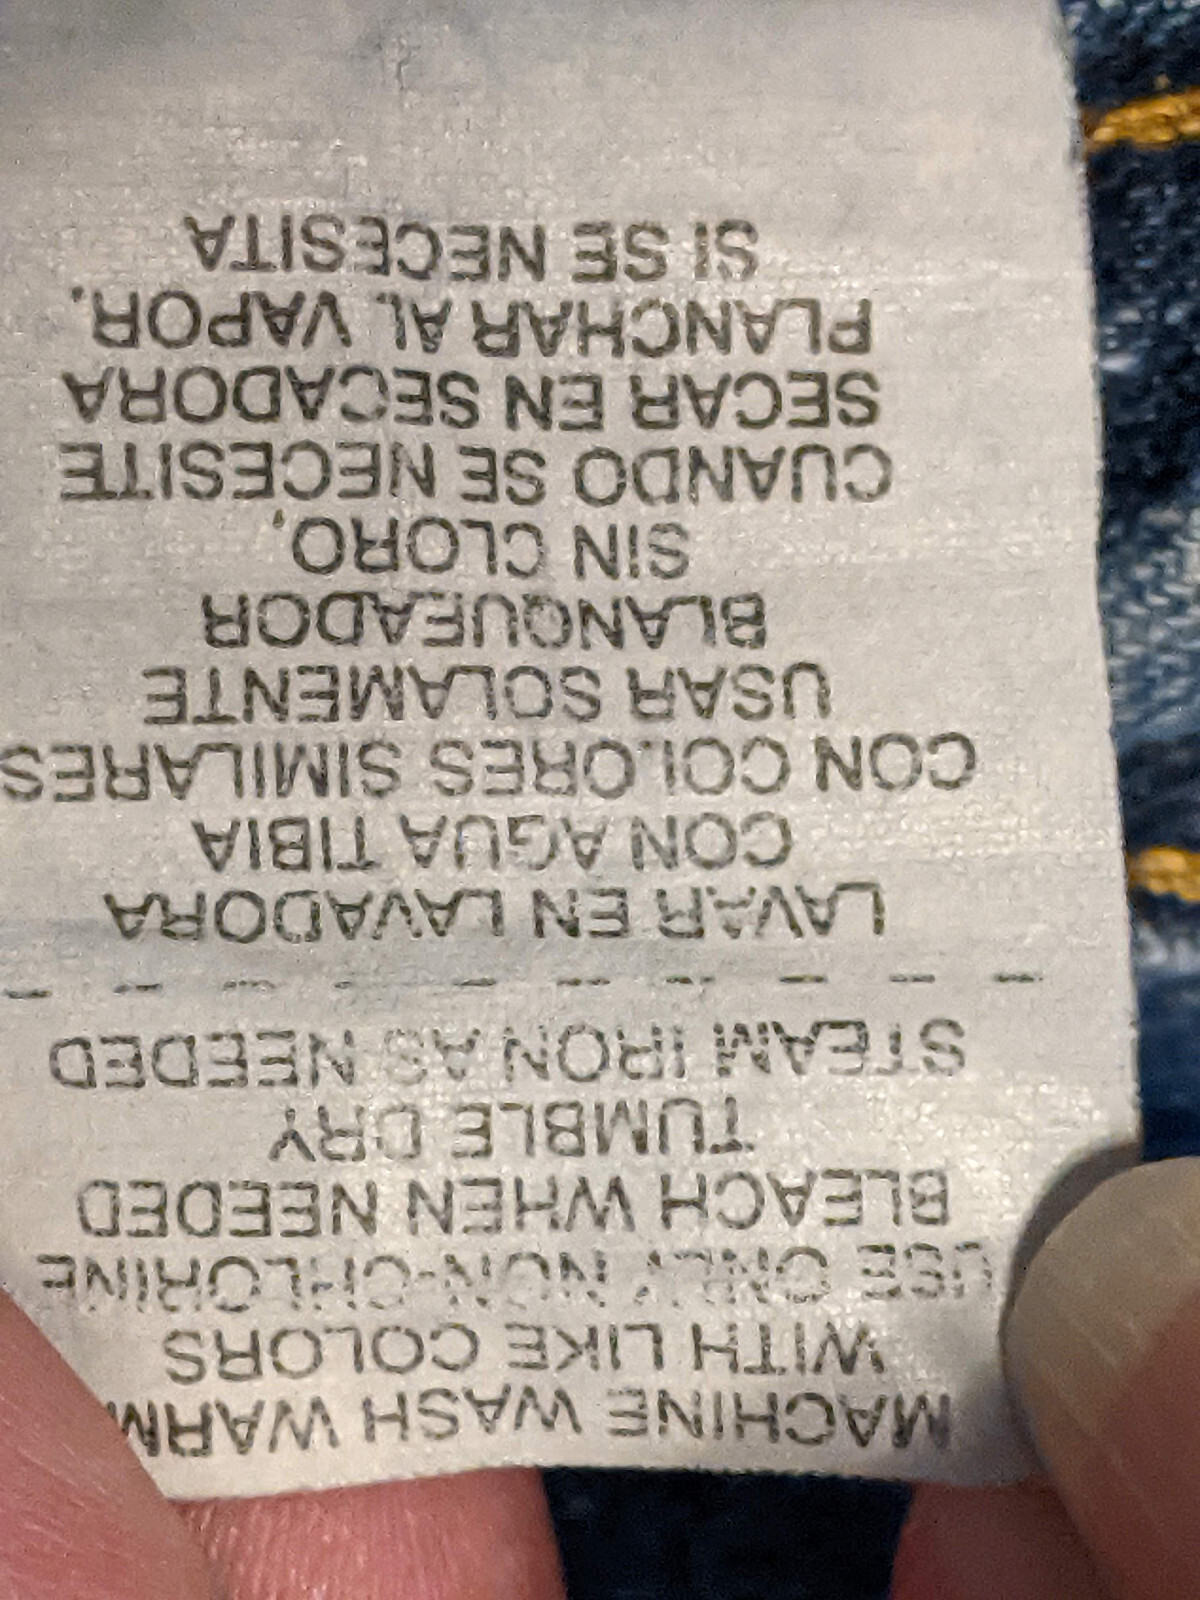 MACHINE WASH WARM
WITH LIKE COLORS
USE ONLY NON-CHLORINE
BLEACH WHEN NEEDED
TUMBLE DRY
STEAM IRON AS NEEDED
LAVAR EN LAVADORA
CON AGUA TIBIA
CON COLORES SIMILARES
USAR SOLAMENTE
BLANQUEADOR
SIN CLORO,
CUANDO SE NECESITE
SECAR EN SECADORA
PLANCHAR AL VAPOR,
SI SE NECESITA